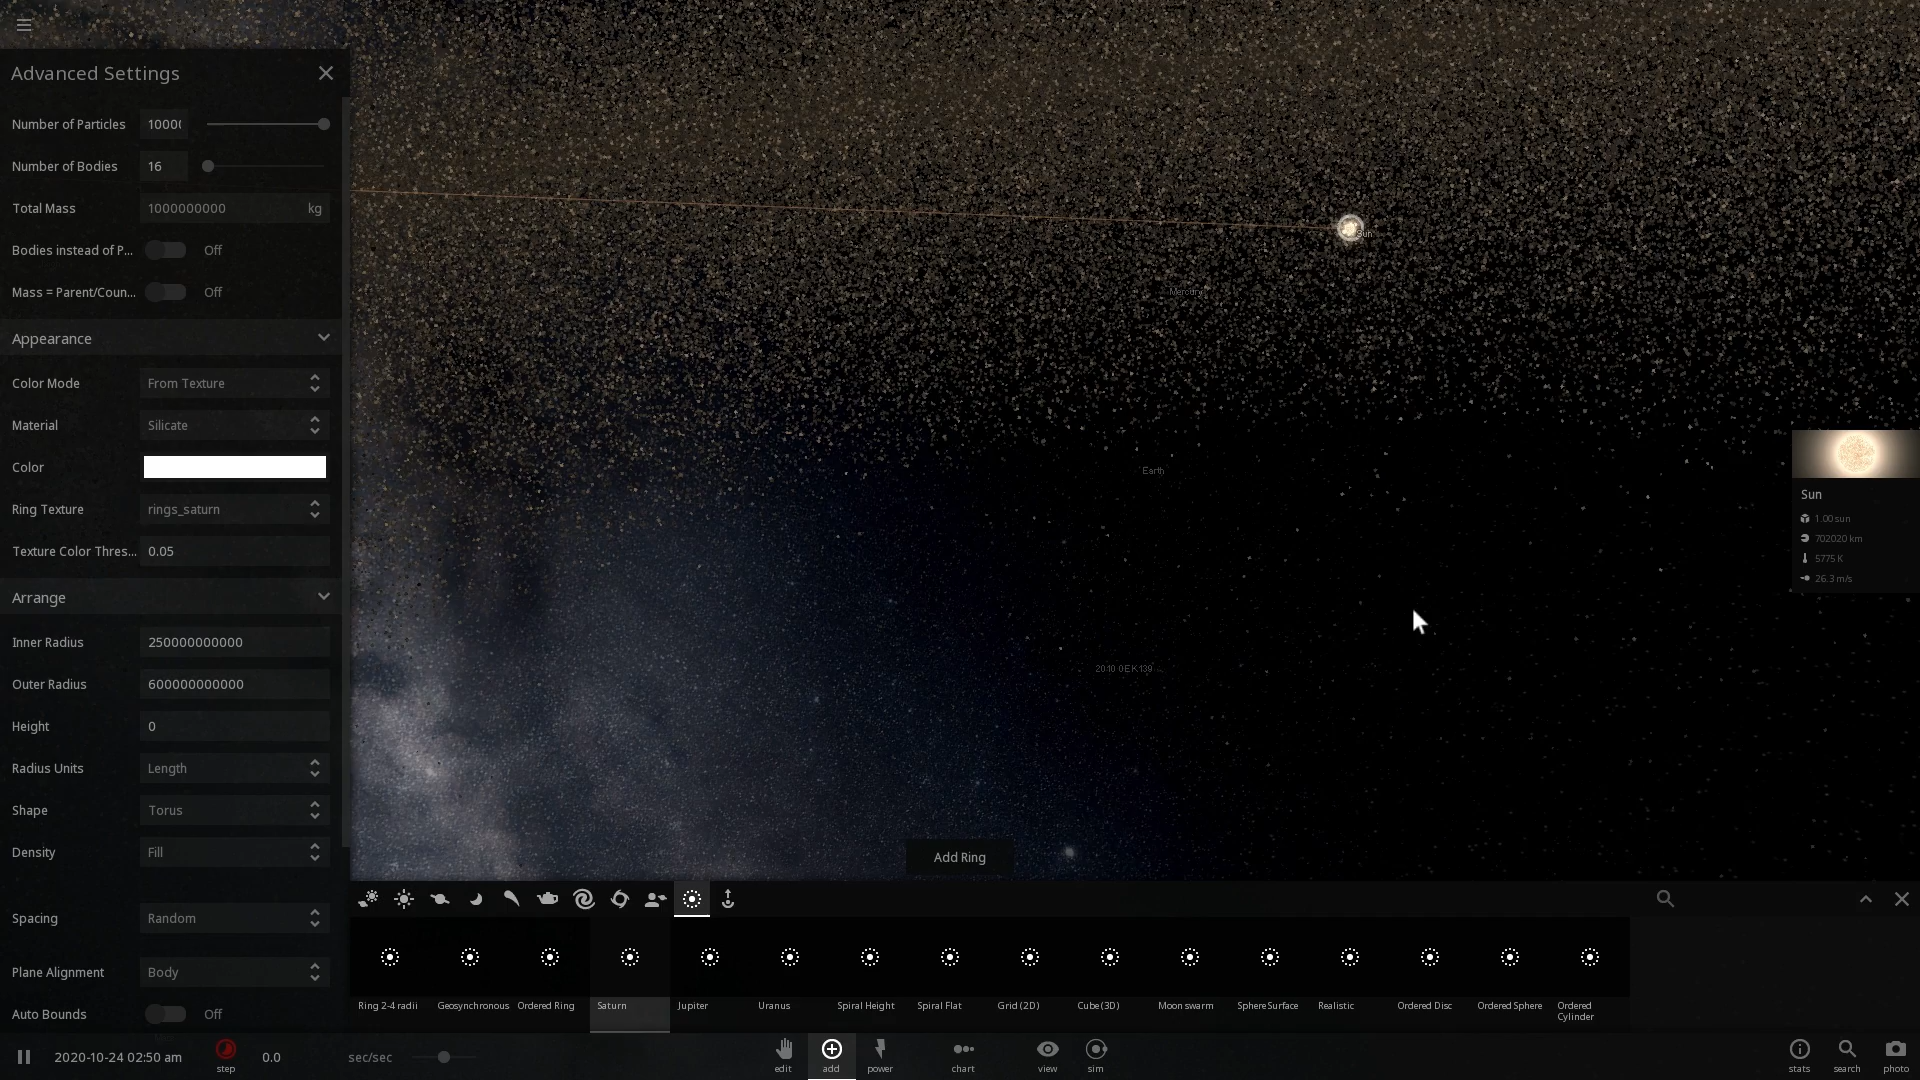 Advanced Settings
Number of Particles 1000
Number of Bodies 16
Total Mass 1000000000 kg
Bodies instead of P... Off
Mass = Parent/Coun... Off
Appearance
Color Mode From Texture
Material Silicate
Color
Ring Texture rings_saturn
Texture Color Thres... 0.05
Arrange
Inner Radius 250000000000
Outer Radius 600000000000
Height 0
Radius Units Length
Shape Torus
Density Fill
Spacing Random
Plane Alignment Body
Auto Bounds Off
Sun
Mercury
Earth
2010 OEK139
Sun
1.00 sun
702020 km
5775 K
26.3 m/s
Add Ring
Ring 2-4 radii
Geosynchronous
Ordered Ring
Saturn
Jupiter
Uranus
Spiral Height
Spiral Flat
Grid (2D)
Cube (3D)
Moon swarm
Sphere Surface
Realistic
Ordered Disc
Ordered Sphere
Ordered
Cylinder
2020-10-24 02:50 am
step
0.0
sec/sec
edit
add
power
chart
view
sim
stats
search
photo